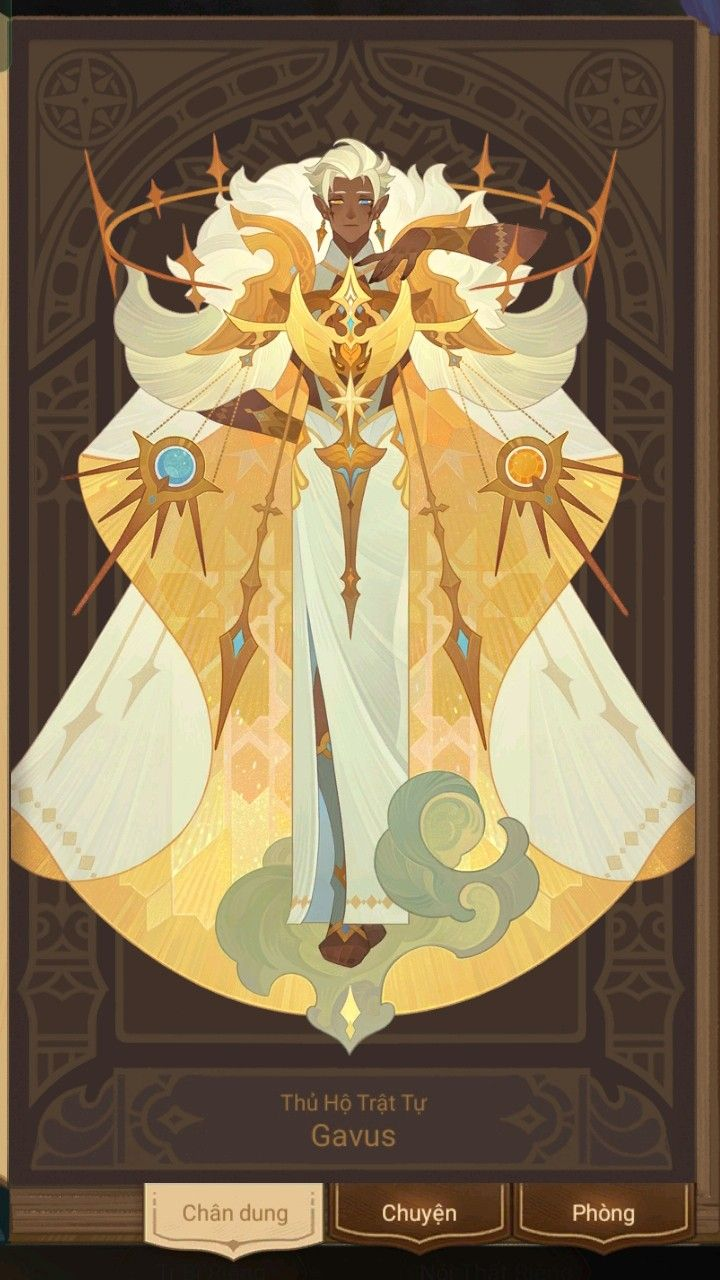 Thủ Hộ Trật Tự
Gavus
Chân dung
Chuyện
Phòng